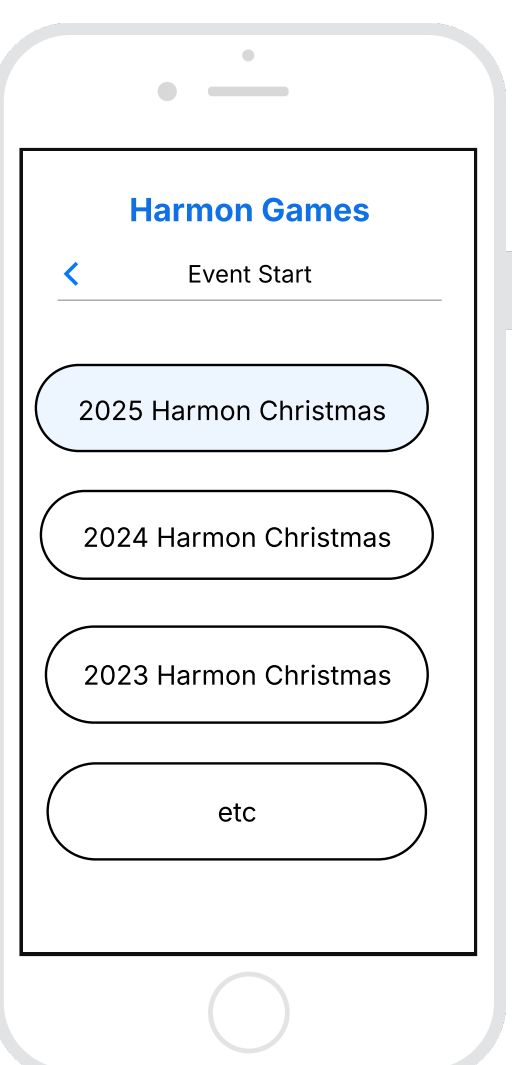 Harmon Games
Event Start
2025 Harmon Christmas
2024 Harmon Christmas
2023 Harmon Christmas
etc